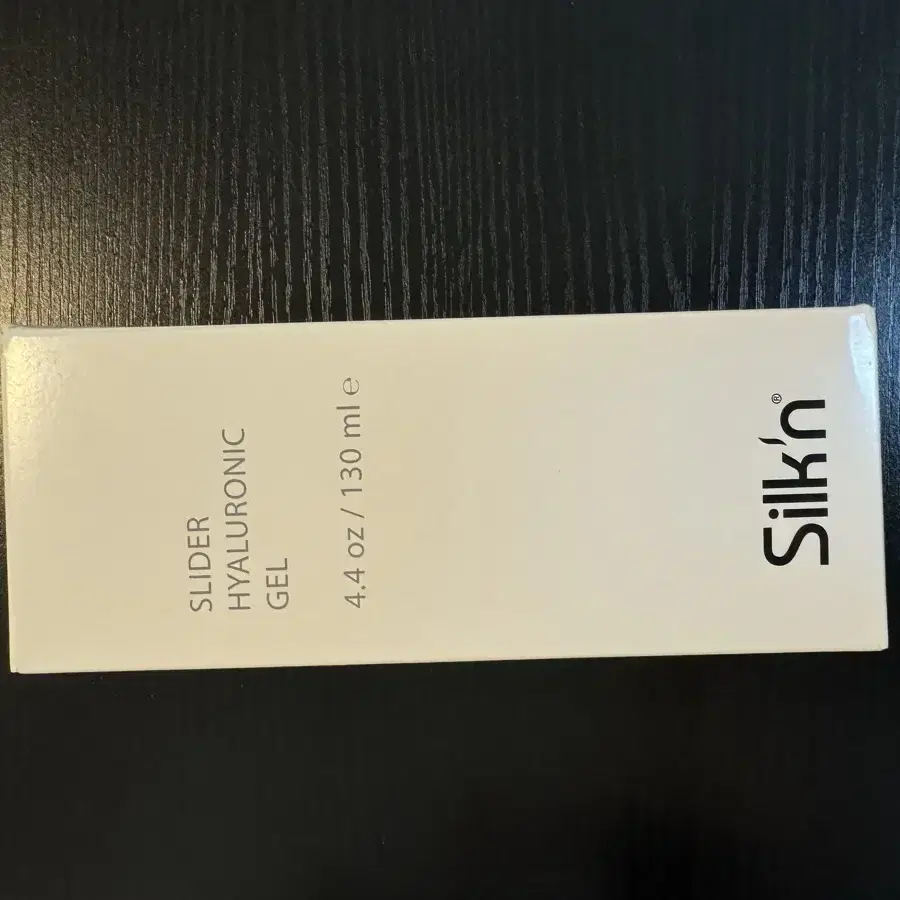 SLIDER
HYALURONIC
GEL
4.4 oz / 130 ml ℮
Silk'n®